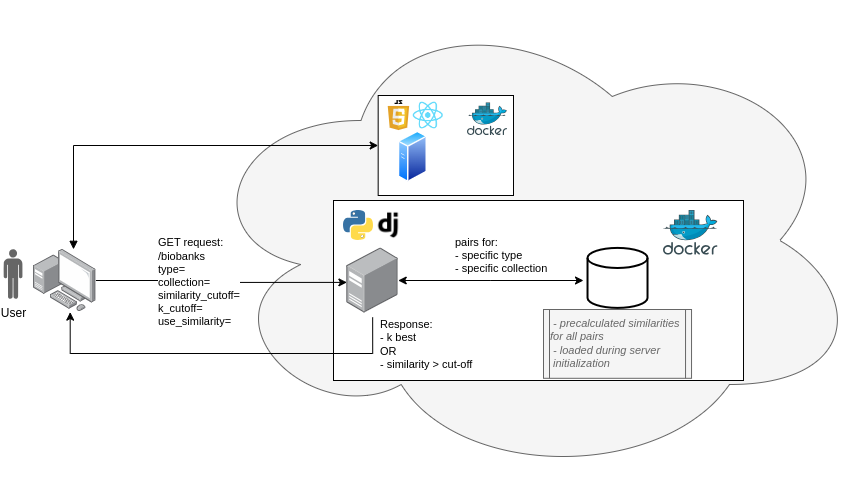 JS
5
docker
dj
docker
GET request:
/biobanks
type=
collection=
similarity_cutoff=
k_cutoff=
use_similarity=
pairs for:
- specific type
- specific collection
User
Response:
- k best
OR
- similarity > cut-off
- precalculated similarities
for all pairs
- loaded during server
initialization